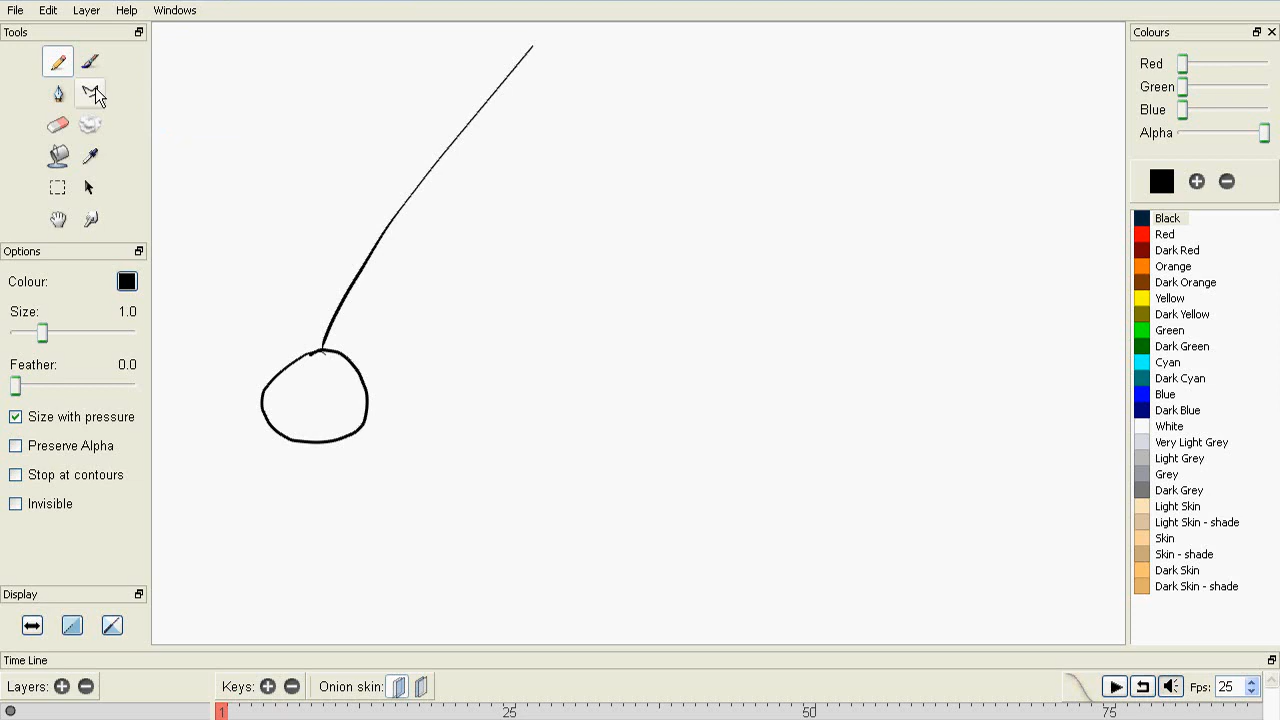 File Edit Layer Help Windows
Tools
Options
Colour:
Size: 1.0
Feather: 0.0
Size with pressure
Preserve Alpha
Stop at contours
Invisible
Display
Colours
Red
Green
Blue
Alpha
Black
Red
Dark Red
Orange
Dark Orange
Yellow
Dark Yellow
Green
Dark Green
Cyan
Dark Cyan
Blue
Dark Blue
White
Very Light Grey
Light Grey
Grey
Dark Grey
Light Skin
Light Skin - shade
Skin
Skin - shade
Dark Skin
Dark Skin - shade
Time Line
Layers: Keys: Onion skin: Fps: 25
1 25 50 75